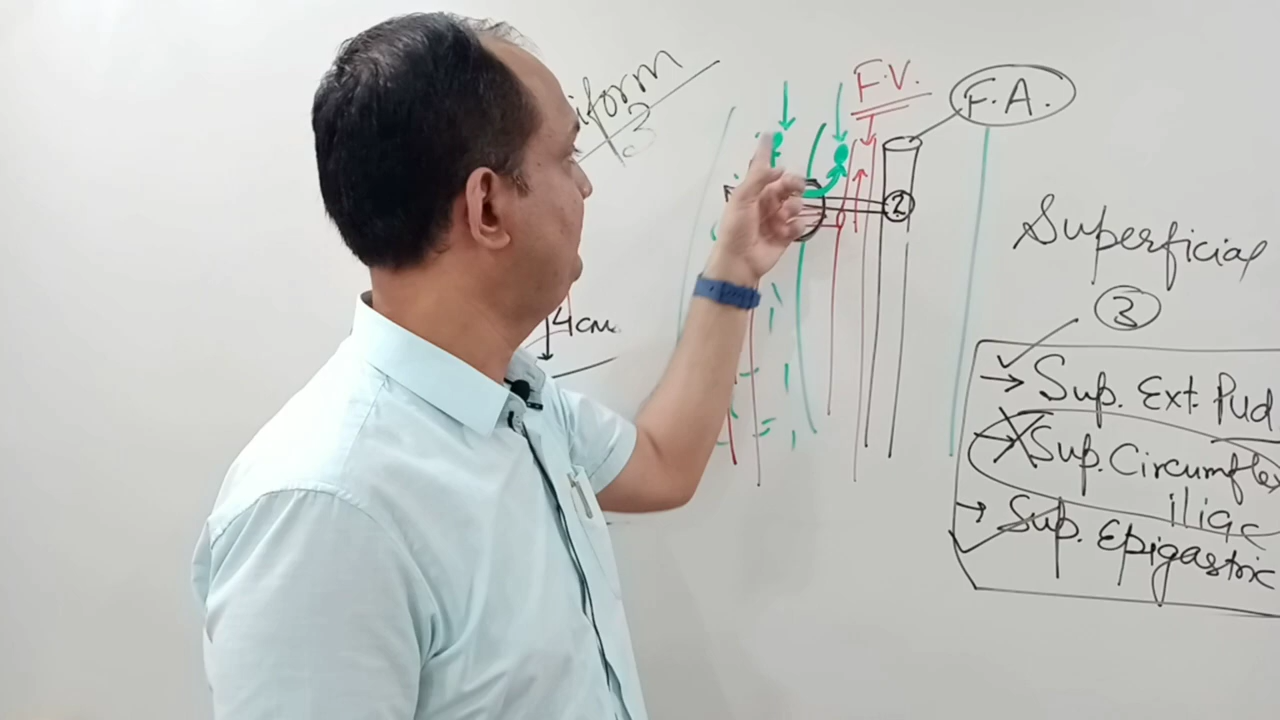 iform
3
F.V.
F.A.
2
4cm
Superficial
3
→ Sup. Ext. Pud
→ Sup. Circumflex
iliac
→ Sup. Epigastric